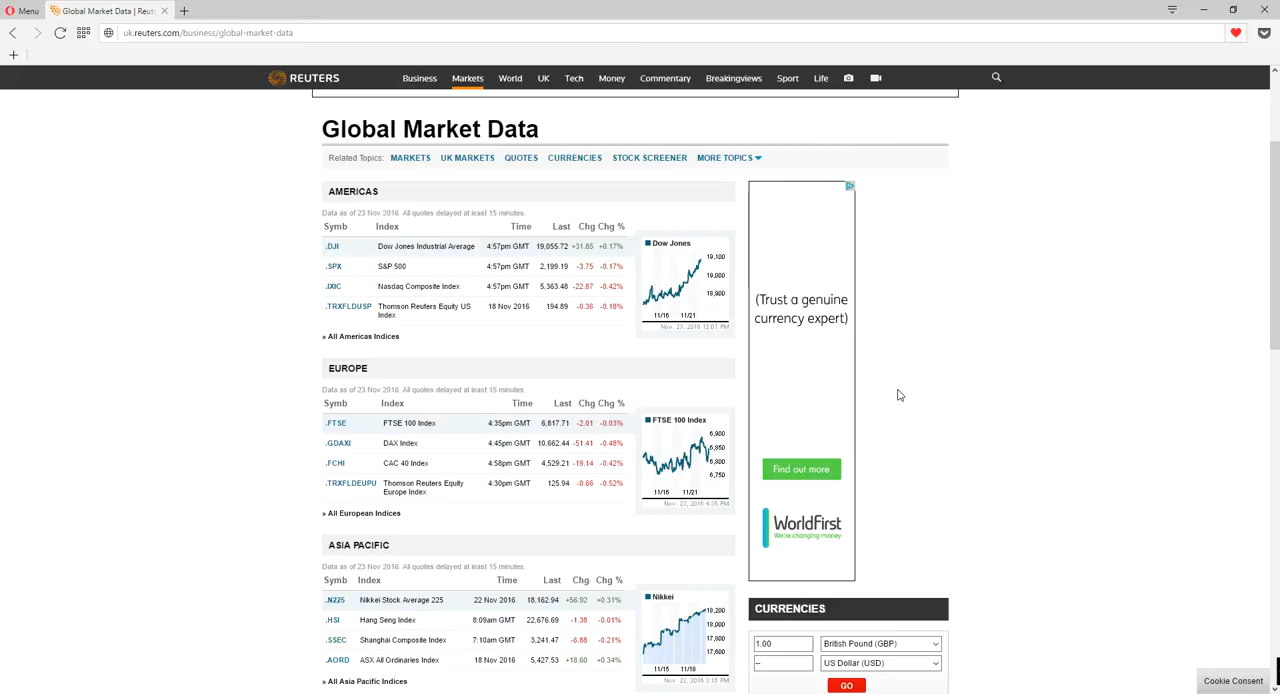 Menu
Global Market Data | Reut
uk.reuters.com/business/global-market-data
REUTERS
Business Markets World UK Tech Money Commentary Breakingviews Sport Life
Global Market Data
Related Topics: MARKETS UK MARKETS QUOTES CURRENCIES STOCK SCREENER MORE TOPICS
AMERICAS
Data as of 23 Nov 2016. All quotes delayed at least 15 minutes.
Symb Index Time Last Chg Chg %
.DJI Dow Jones Industrial Average 4:57pm GMT 19,055.72 +31.85 +0.17%
.SPX S&P 500 4:57pm GMT 2,199.19 -3.75 -0.17%
.IXIC Nasdaq Composite Index 4:57pm GMT 5,363.48 -22.87 -0.42%
.TRXFLDUSP Thomson Reuters Equity US 18 Nov 2016 194.89 -0.36 -0.18%
Index
» All Americas Indices
Dow Jones
19,100
19,000
18,900
11/16 11/21
Nov. 23, 2016 12:01 PM
EUROPE
Data as of 23 Nov 2016. All quotes delayed at least 15 minutes
Symb Index Time Last Chg Chg %
.FTSE FTSE 100 Index 4:35pm GMT 6,817.71 -2.01 -0.03%
.GDAXI DAX Index 4:45pm GMT 10,662.44 -51.41 -0.48%
.FCHI CAC 40 Index 4:58pm GMT 4,529.21 -19.14 -0.42%
.TRXFLDEUPU Thomson Reuters Equity 4:30pm GMT 125.94 -0.66 -0.52%
Europe Index
» All European Indices
FTSE 100 Index
6,900
6,850
6,800
6,750
11/16 11/21
Nov. 23, 2016 4:35 PM
ASIA PACIFIC
Data as of 23 Nov 2016. All quotes delayed at least 15 minutes.
Symb Index Time Last Chg Chg %
.N225 Nikkei Stock Average 225 22 Nov 2016 18,162.94 +56.92 +0.31%
.HSI Hang Seng Index 8:09am GMT 22,676.69 -1.38 -0.01%
.SSEC Shanghai Composite Index 7:10am GMT 3,241.47 -6.88 -0.21%
.AORD ASX All Ordinaries Index 18 Nov 2016 5,427.53 +18.60 +0.34%
» All Asia Pacific Indices
Nikkei
18,200
18,000
17,800
17,600
11/15 11/18
Nov. 22, 2016 3:15 PM
(Trust a genuine
currency expert)
Find out more
WorldFirst
We're changing money
CURRENCIES
1.00 British Pound (GBP)
-- US Dollar (USD)
GO
Cookie Consent